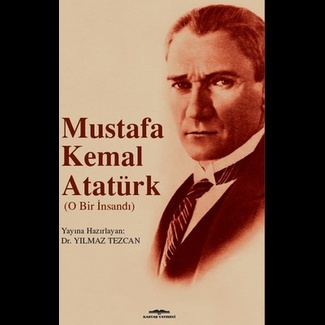 Mustafa
Kemal
Atatürk
(O Bir İnsandı)
Yayına Hazırlayan:
Dr. YILMAZ TEZCAN